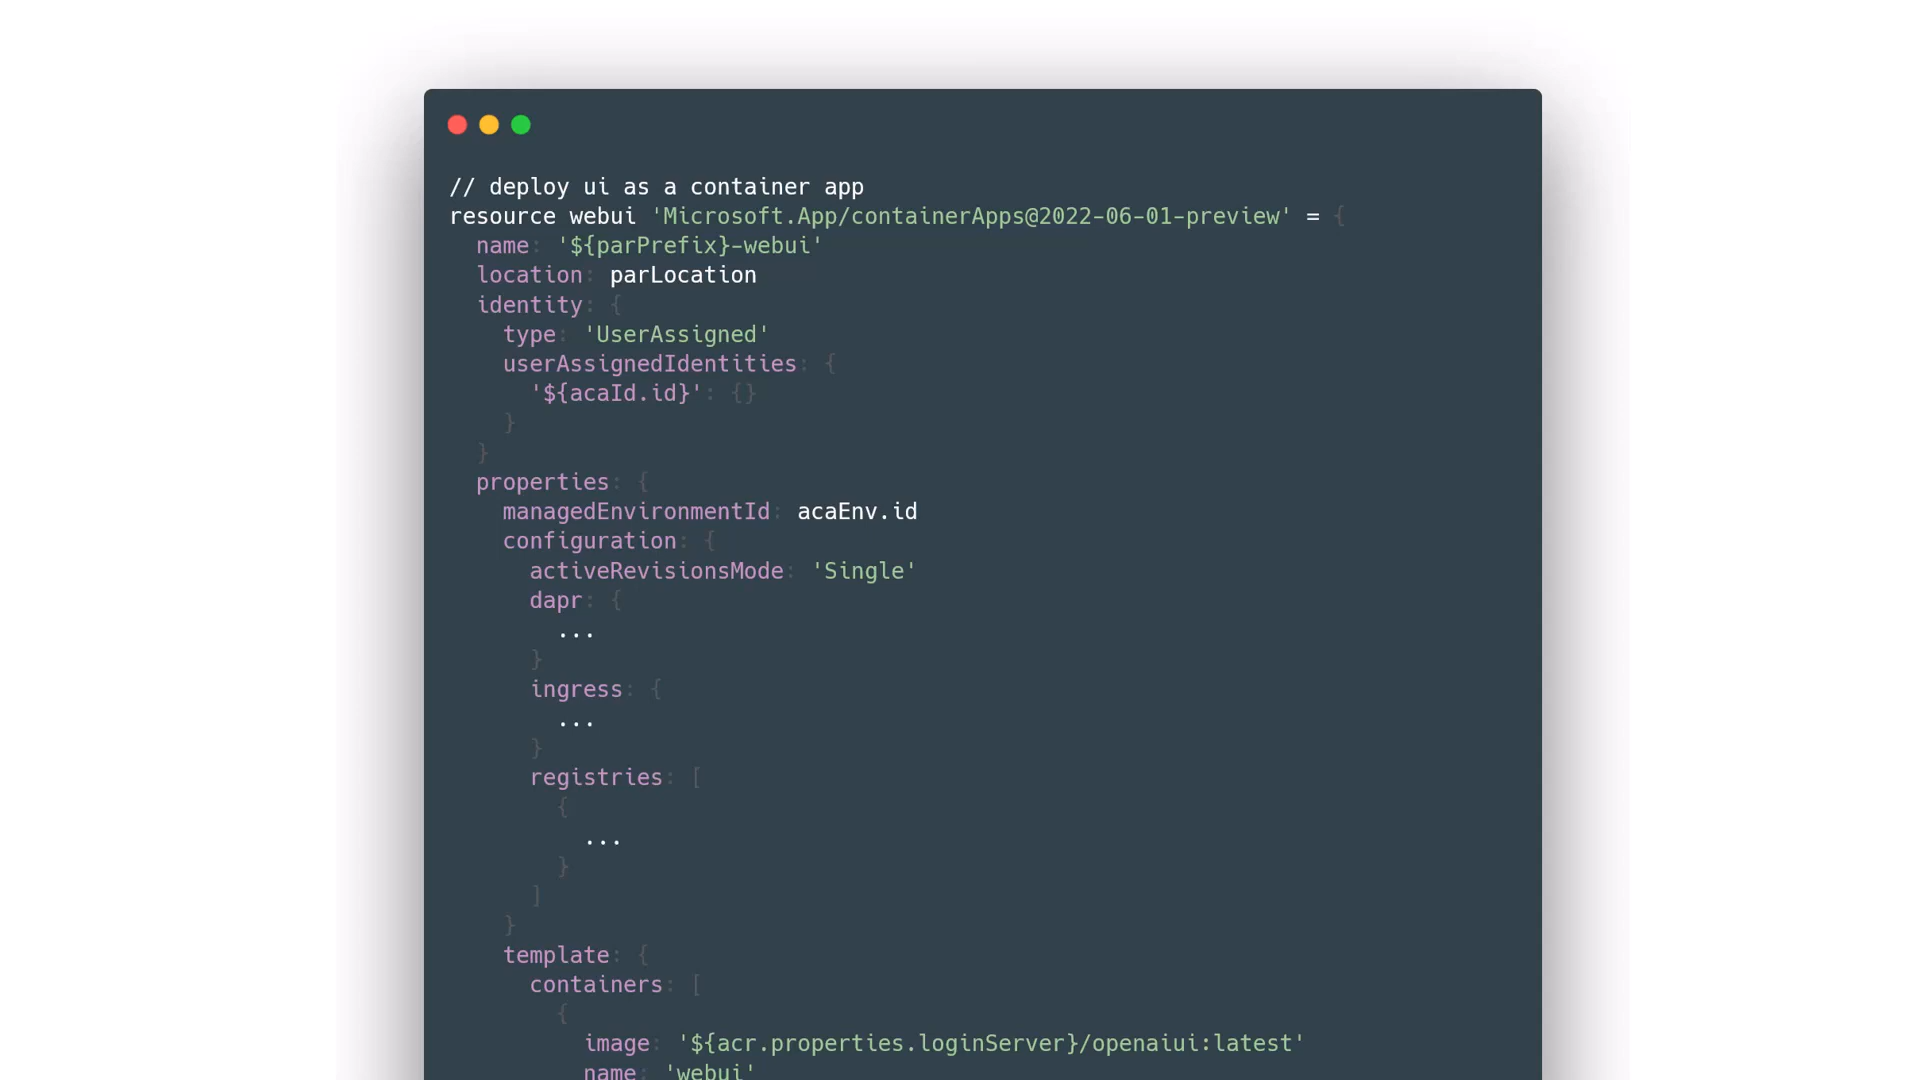 // deploy ui as a container app
resource webui 'Microsoft.App/containerApps@2022-06-01-preview' = {
  name: '${parPrefix}-webui'
  location: parLocation
  identity: {
    type: 'UserAssigned'
    userAssignedIdentities: {
      '${acaId.id}': {}
    }
  }
  properties: {
    managedEnvironmentId: acaEnv.id
    configuration: {
      activeRevisionsMode: 'Single'
      dapr: {
        ...
      }
      ingress: {
        ...
      }
      registries: [
        {
          ...
        }
      ]
    }
    template: {
      containers: [
        {
          image: '${acr.properties.loginServer}/openaiui:latest'
          name: 'webui'